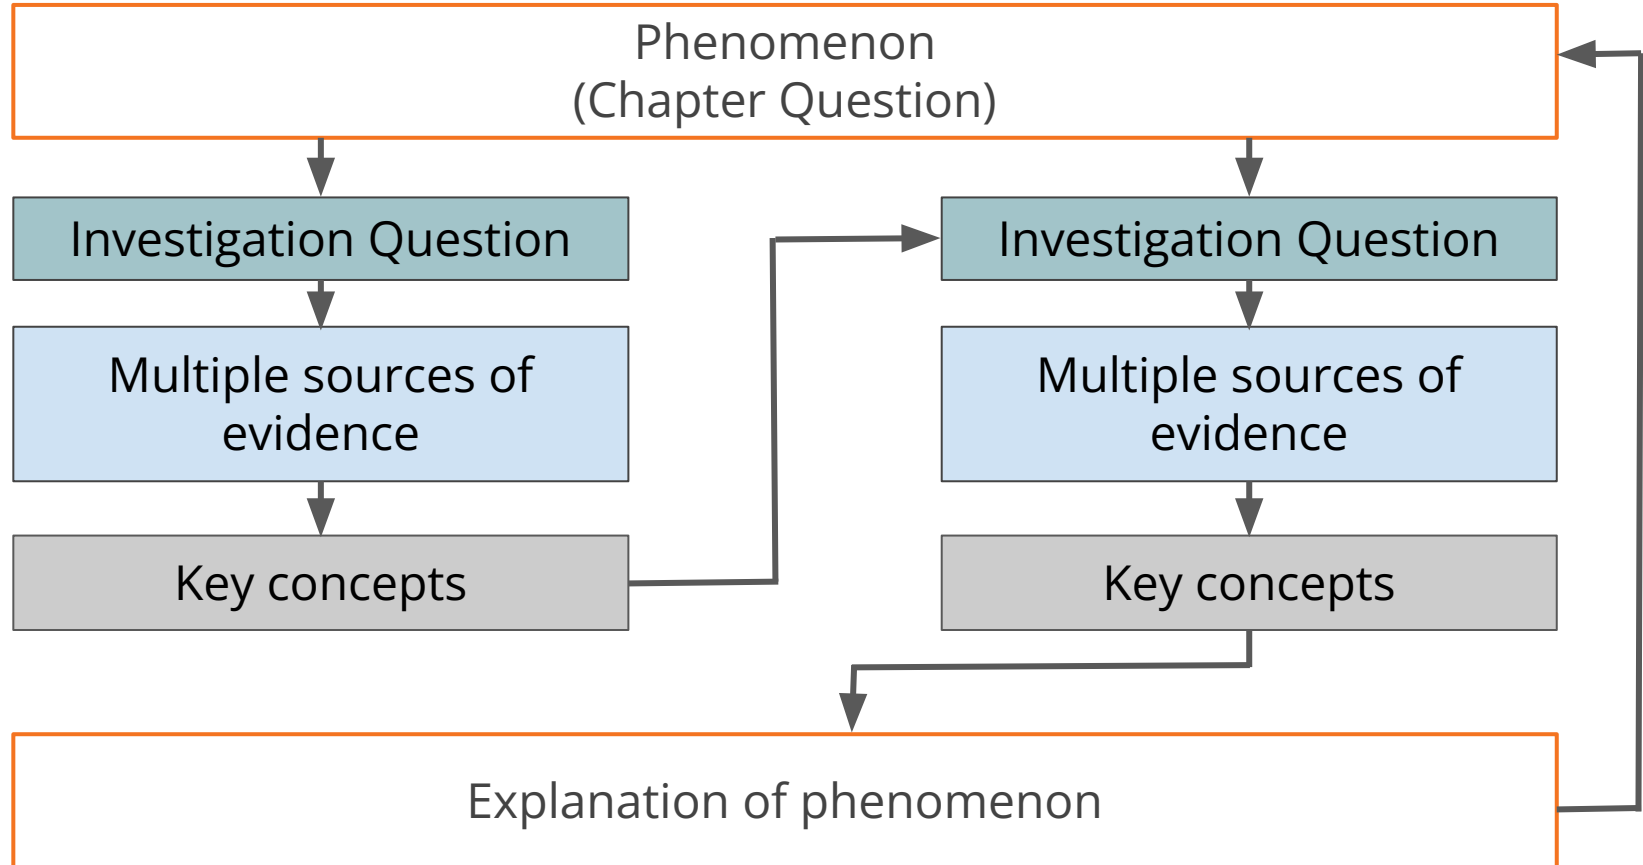 Phenomenon
(Chapter Question)
Investigation Question
Multiple sources of
evidence
Key concepts
Investigation Question
Multiple sources of
evidence
Key concepts
Explanation of phenomenon